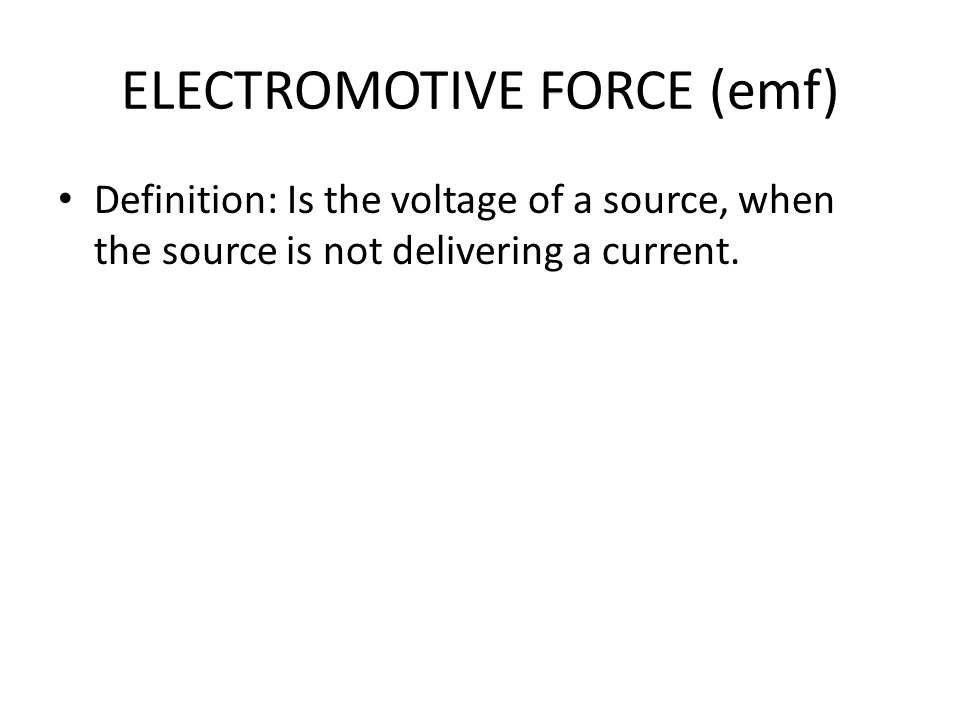 ELECTROMOTIVE FORCE (emf)
• Definition: Is the voltage of a source, when
the source is not delivering a current.